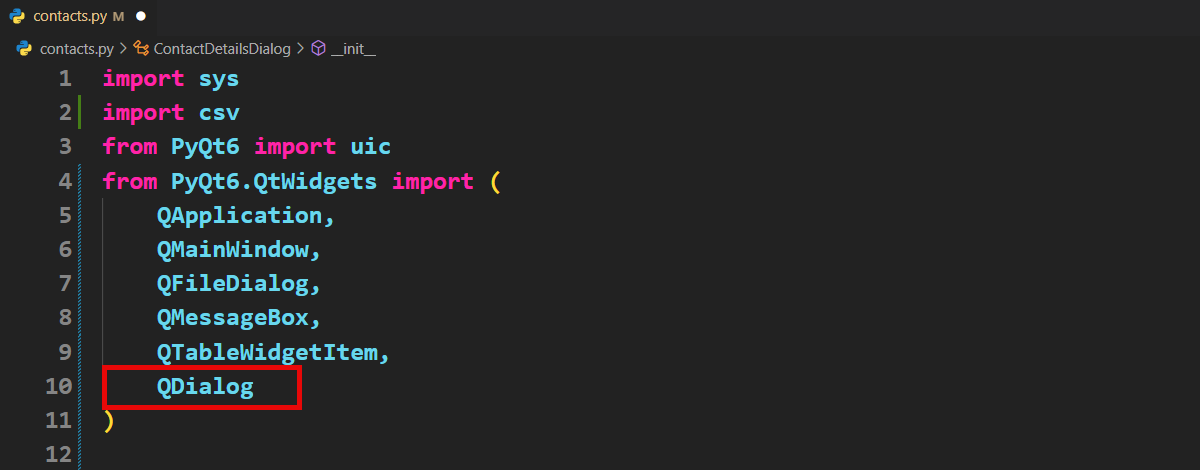 contacts.py M
contacts.py > ContactDetailsDialog > __init__
1 import sys
2 import csv
3 from PyQt6 import uic
4 from PyQt6.QtWidgets import (
5 QApplication,
6 QMainWindow,
7 QFileDialog,
8 QMessageBox,
9 QTableWidgetItem,
10 QDialog
11 )
12